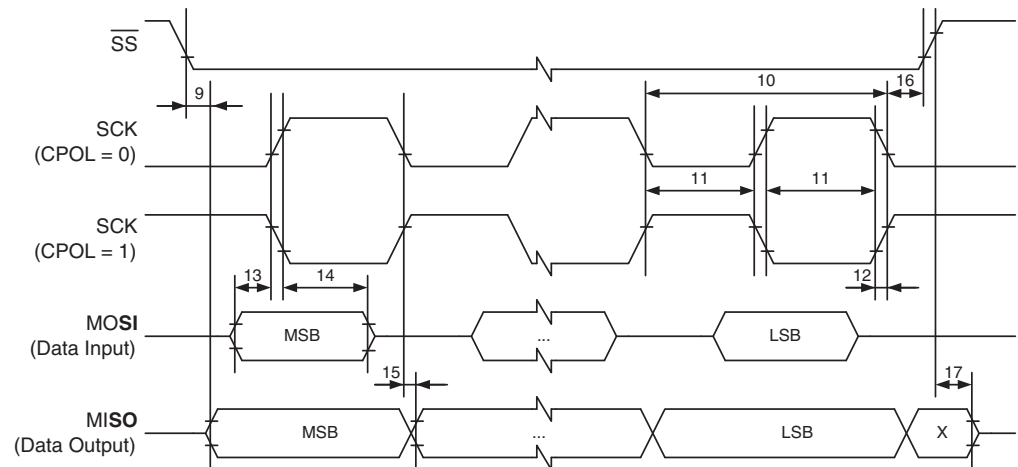 SS
9
10
16
SCK
(CPOL = 0)
11
11
SCK
(CPOL = 1)
13
14
12
MOSI
(Data Input)
MSB
...
LSB
15
17
MISO
(Data Output)
MSB
...
LSB
X